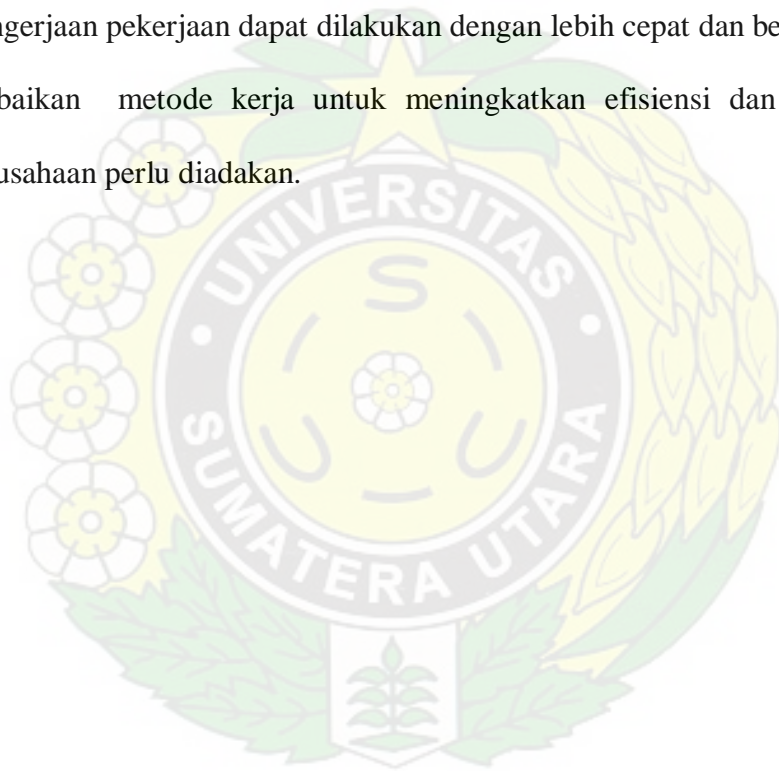 ngerjaan pekerjaan dapat dilakukan dengan lebih cepat dan be
baikan metode kerja untuk meningkatkan efisiensi dan
usahaan perlu diadakan.
UNIVERSITAS
S
U
U
SUMATERA UTARA